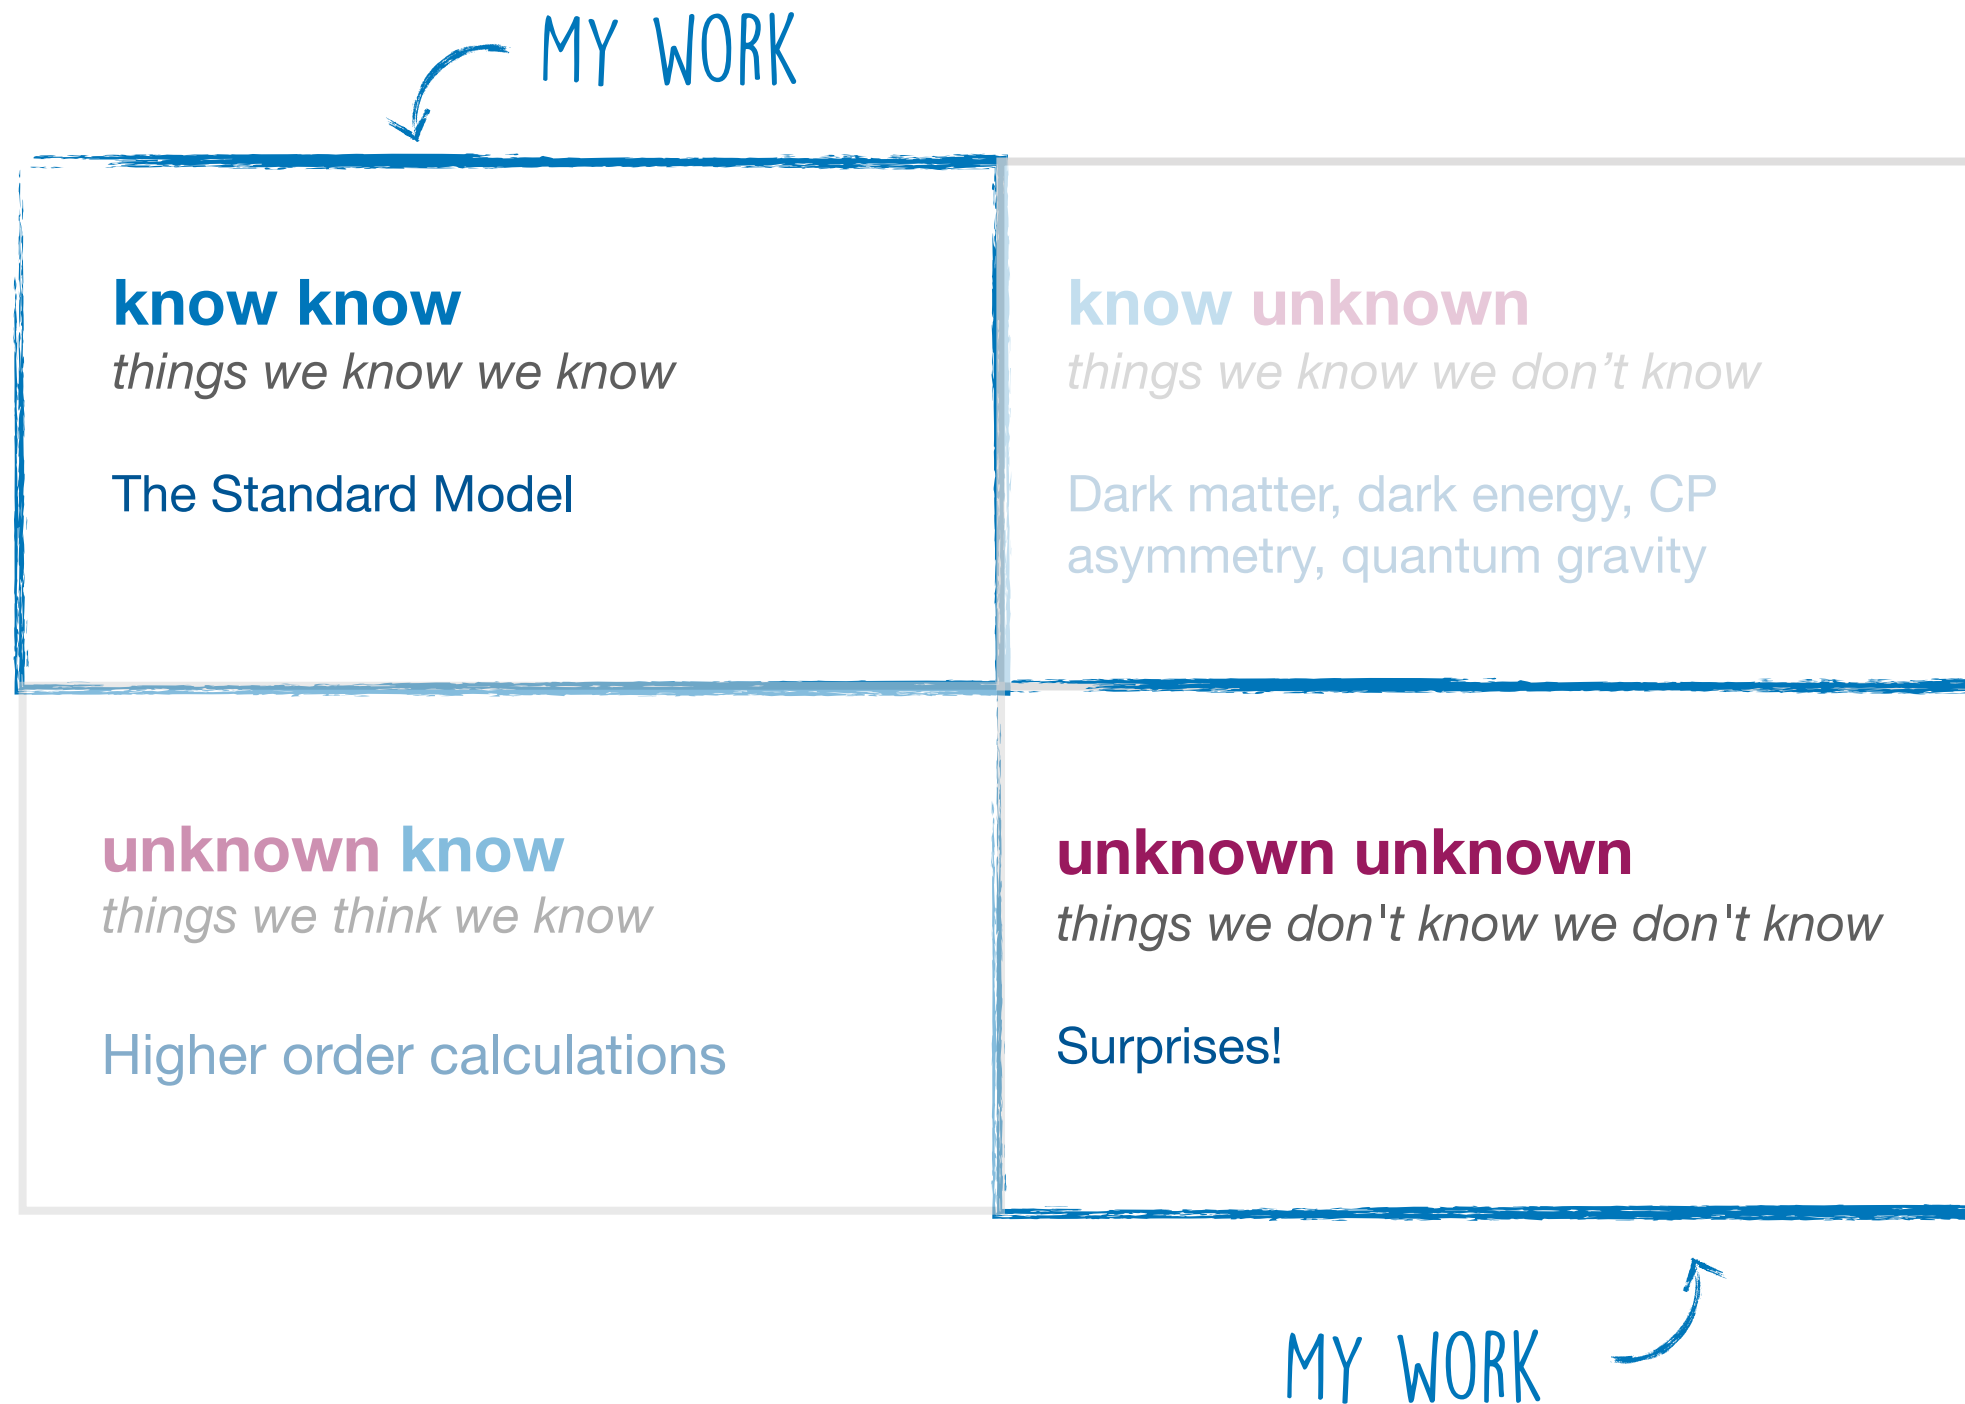 MY WORK
know know
things we know we know
The Standard Model
know unknown
things we know we don’t know
Dark matter, dark energy, CP
asymmetry, quantum gravity
unknown know
things we think we know
Higher order calculations
unknown unknown
things we don't know we don't know
Surprises!
MY WORK